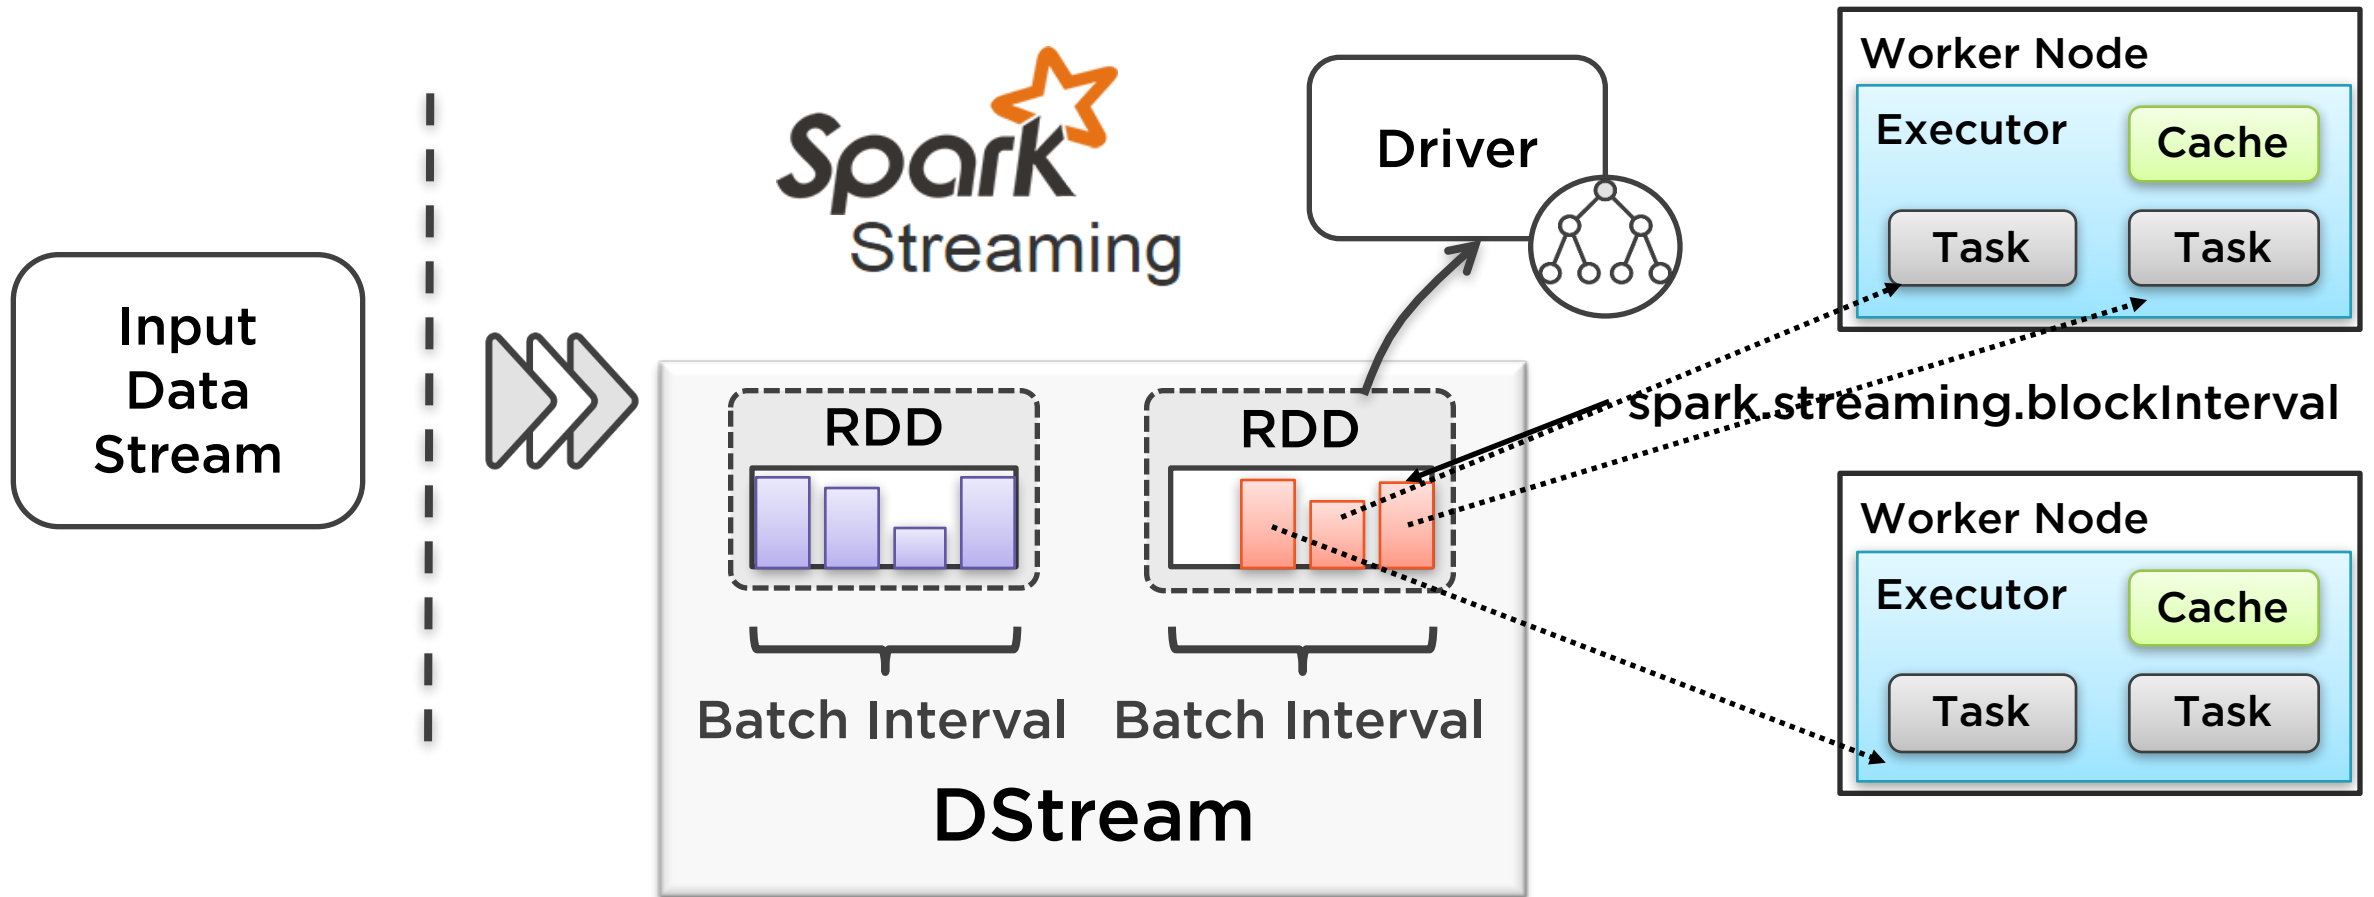 Input
Data
Stream
Spark
Streaming
Driver
RDD
RDD
Batch Interval
Batch Interval
DStream
Worker Node
Executor
Cache
Task
Task
spark.streaming.blockInterval
Worker Node
Executor
Cache
Task
Task